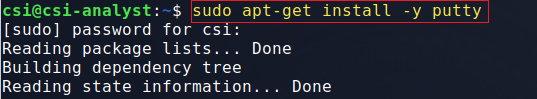 csi@csi-analyst:~$ sudo apt-get install -y putty
[sudo] password for csi:
Reading package lists... Done
Building dependency tree
Reading state information... Done